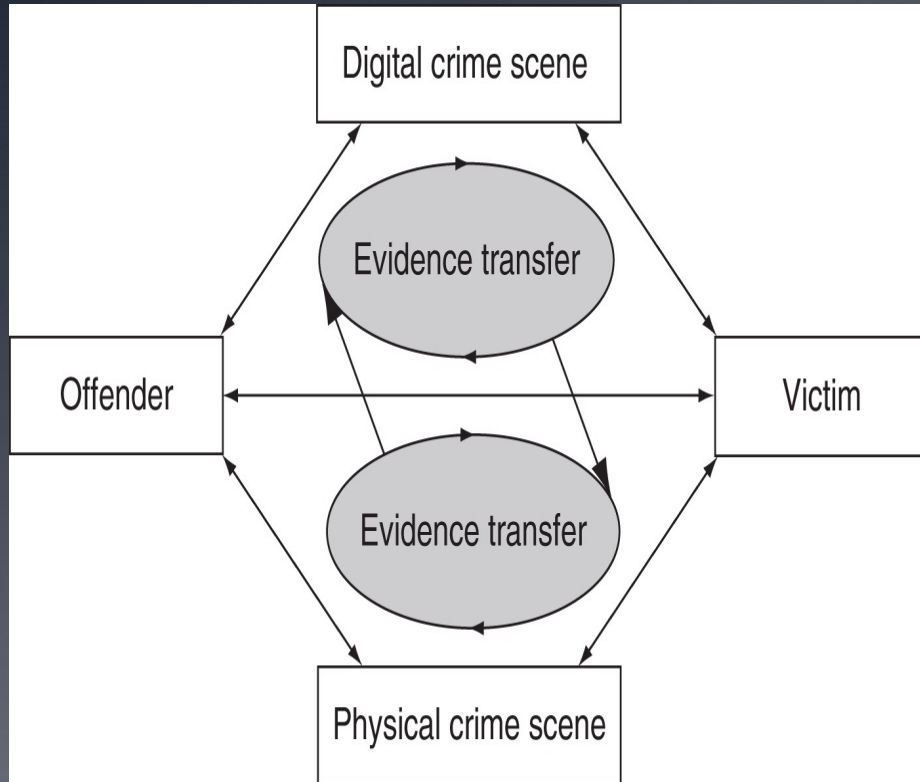 Digital crime scene
Evidence transfer
Offender
Victim
Evidence transfer
Physical crime scene